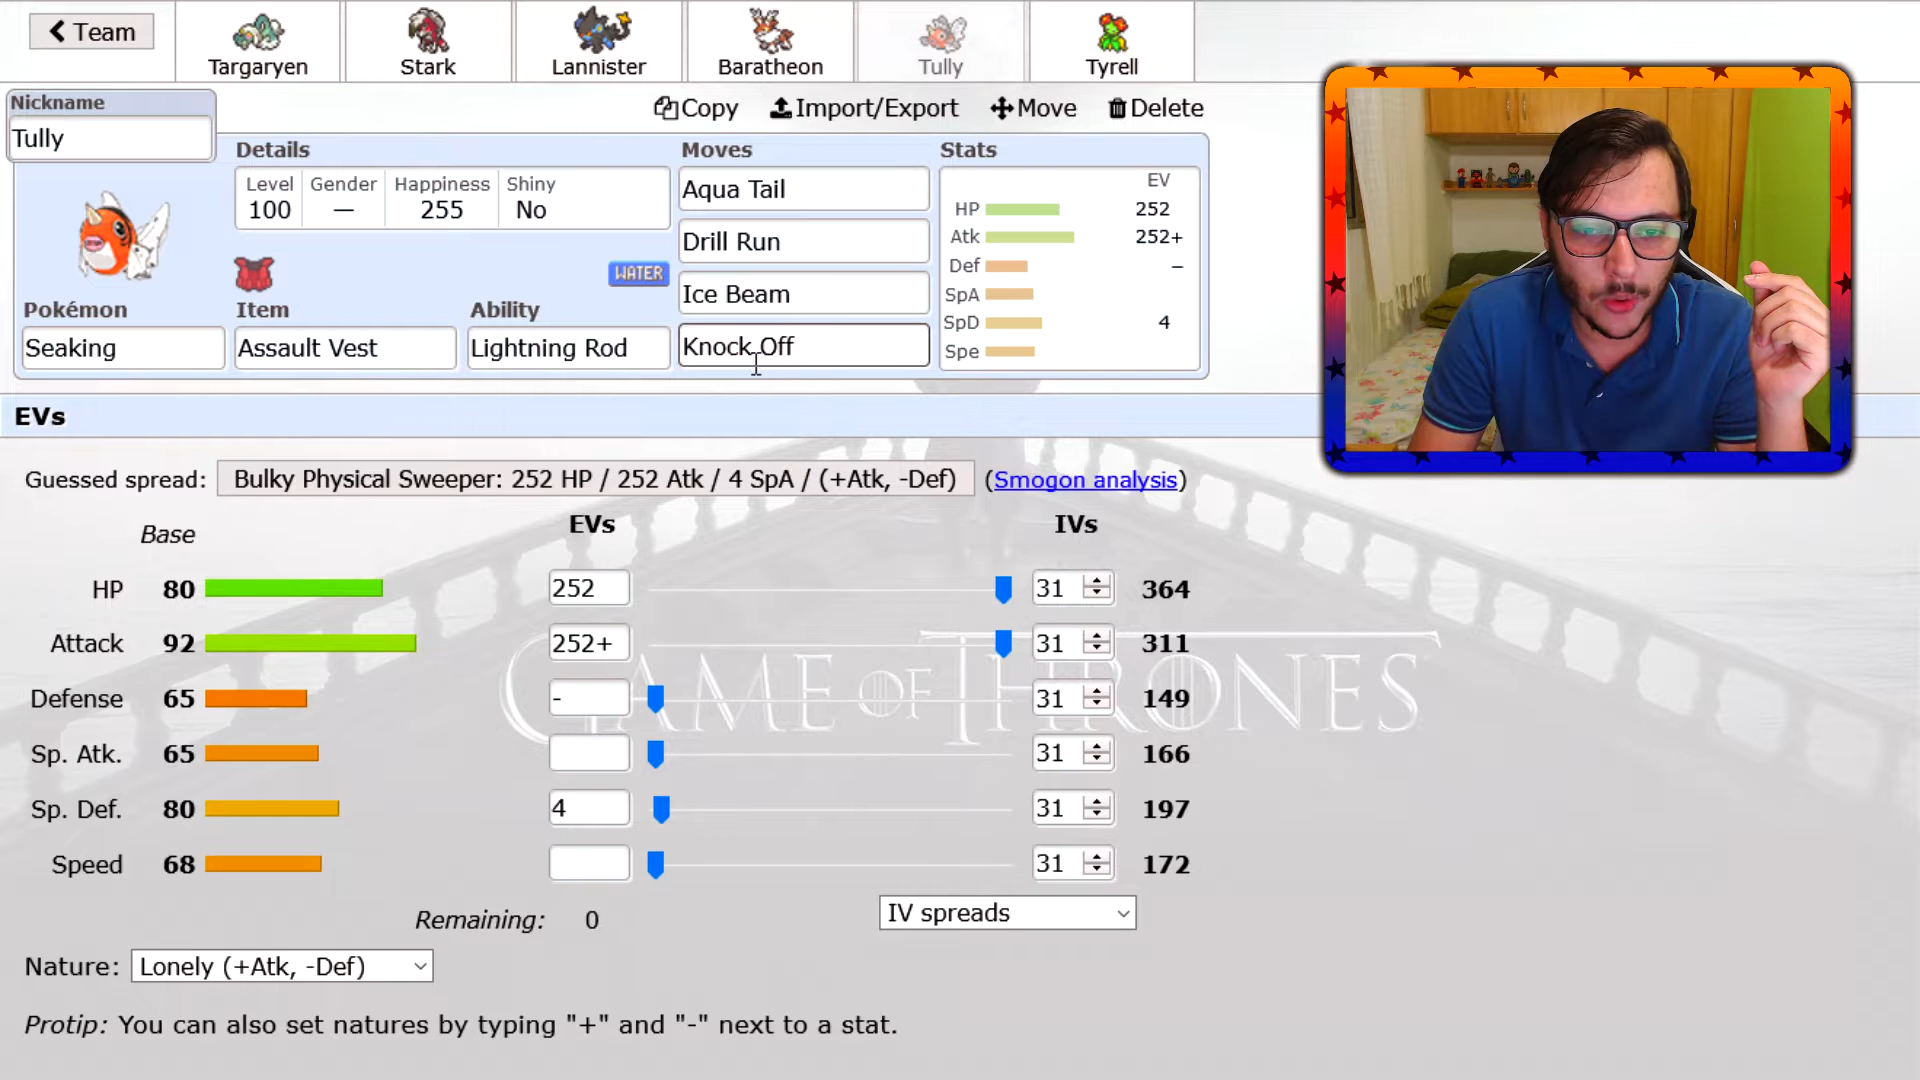 Team
Targaryen
Stark
Lannister
Baratheon
Tully
Tyrell
Nickname
Tully
Copy
Import/Export
Move
Delete
Details
Level
100
Gender
—
Happiness
255
Shiny
No
WATER
Pokémon
Seaking
Item
Assault Vest
Ability
Lightning Rod
Moves
Aqua Tail
Drill Run
Ice Beam
Knock Off
Stats
EV
HP 252
Atk 252+
Def –
SpA
SpD 4
Spe
EVs
Guessed spread: Bulky Physical Sweeper: 252 HP / 252 Atk / 4 SpA / (+Atk, -Def) (Smogon analysis)
Base EVs IVs
HP 80 252 31 364
Attack 92 252+ 31 311
Defense 65 - 31 149
Sp. Atk. 65 31 166
Sp. Def. 80 4 31 197
Speed 68 31 172
GAME OF THRONES
Remaining: 0
IV spreads
Nature: Lonely (+Atk, -Def)
Protip: You can also set natures by typing "+" and "-" next to a stat.